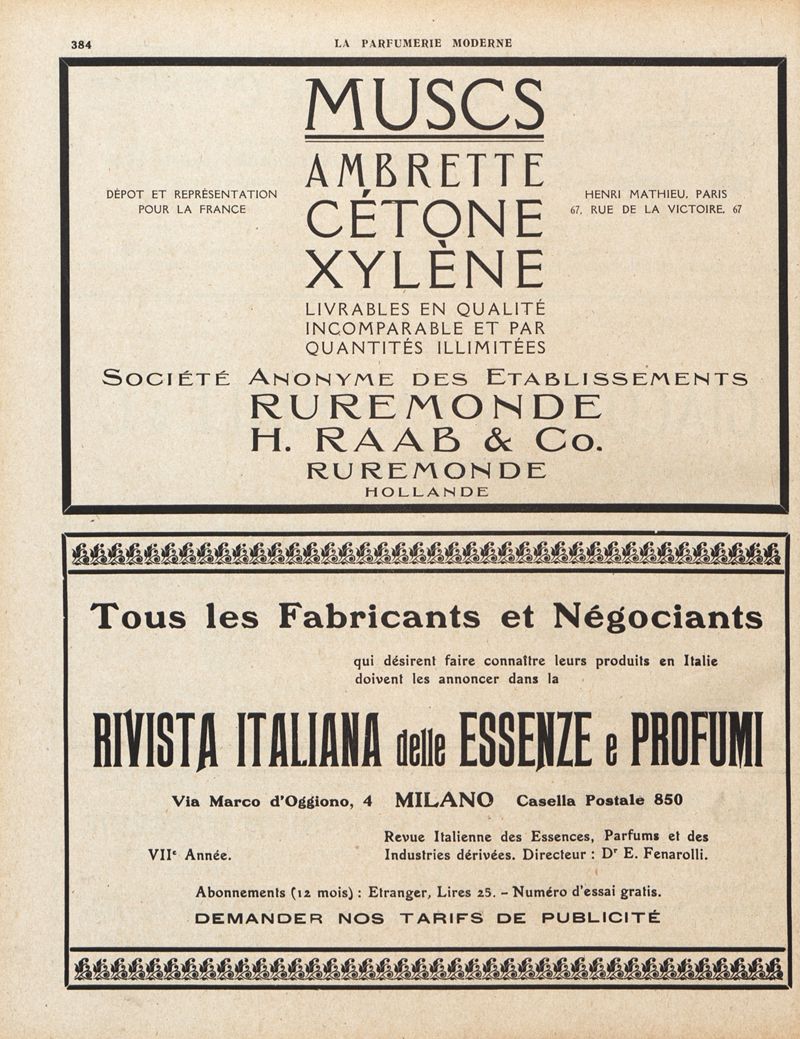 384
LA PARFUMERIE MODERNE
MUSCS
AMBRETTE
CÉTONE
XYLÈNE
DÉPOT ET REPRÉSENTATION
POUR LA FRANCE
HENRI MATHIEU, PARIS
67, RUE DE LA VICTOIRE, 67
LIVRABLES EN QUALITÉ
INCOMPARABLE ET PAR
QUANTITÉS ILLIMITÉES
SOCIÉTÉ ANONYME DES ETABLISSEMENTS
RUREMONDE
H. RAAB & Co.
RUREMONDE
HOLLANDE
Tous les Fabricants et Négociants
qui désirent faire connaître leurs produits en Italie
doivent les annoncer dans la
RIVISTA ITALIANA delle ESSENZE e PROFUMI
Via Marco d'Oggiono, 4 MILANO Casella Postale 850
VIIe Année.
Revue Italienne des Essences, Parfums et des
Industries dérivées. Directeur : Dr E. Fenarolli.
Abonnements (12 mois) : Etranger, Lires 25. - Numéro d'essai gratis.
DEMANDER NOS TARIFS DE PUBLICITÉ